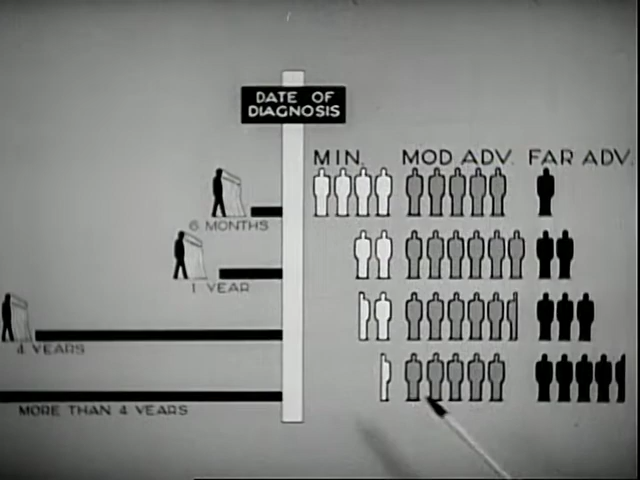 DATE OF
DIAGNOSIS
MIN. MOD ADV. FAR ADV.
6 MONTHS
1 YEAR
4 YEARS
MORE THAN 4 YEARS